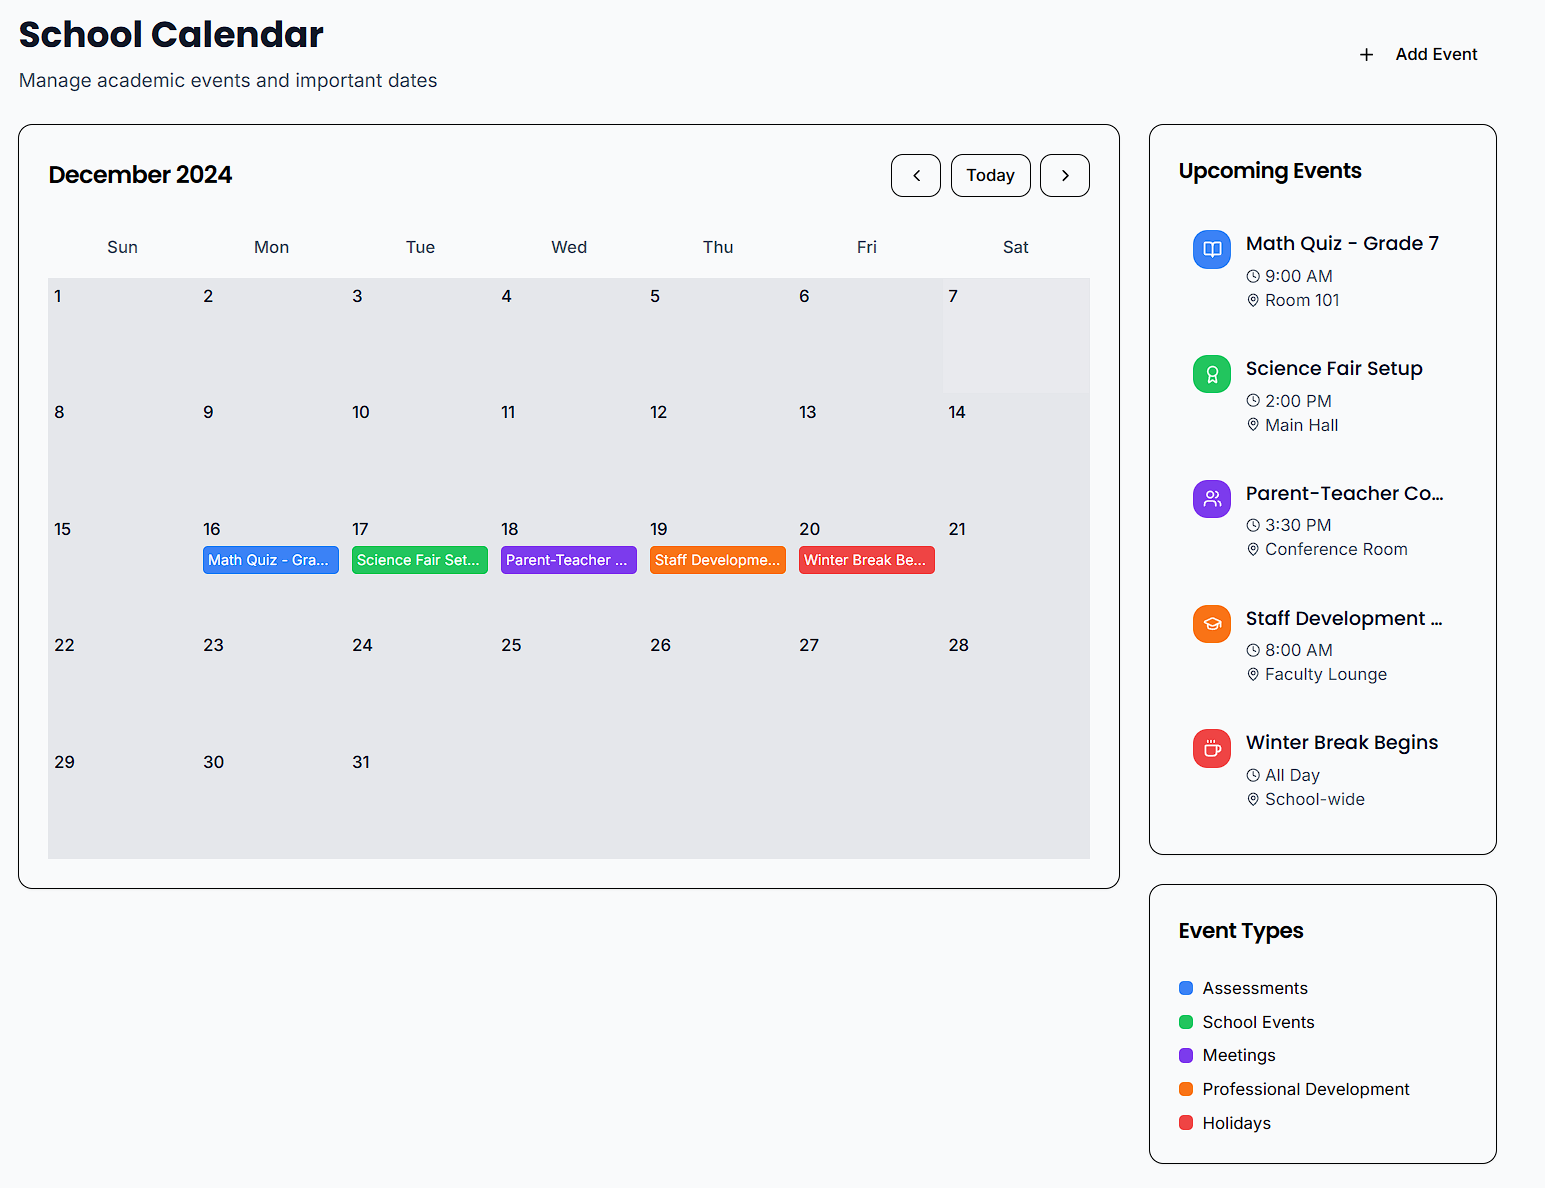 School Calendar
Manage academic events and important dates
+ Add Event
December 2024
Today
Sun Mon Tue Wed Thu Fri Sat
1 2 3 4 5 6 7
8 9 10 11 12 13 14
15 16 17 18 19 20 21
Math Quiz - Gra... Science Fair Set... Parent-Teacher ... Staff Developme... Winter Break Be...
22 23 24 25 26 27 28
29 30 31
Upcoming Events
Math Quiz - Grade 7
9:00 AM
Room 101
Science Fair Setup
2:00 PM
Main Hall
Parent-Teacher Co...
3:30 PM
Conference Room
Staff Development ...
8:00 AM
Faculty Lounge
Winter Break Begins
All Day
School-wide
Event Types
Assessments
School Events
Meetings
Professional Development
Holidays